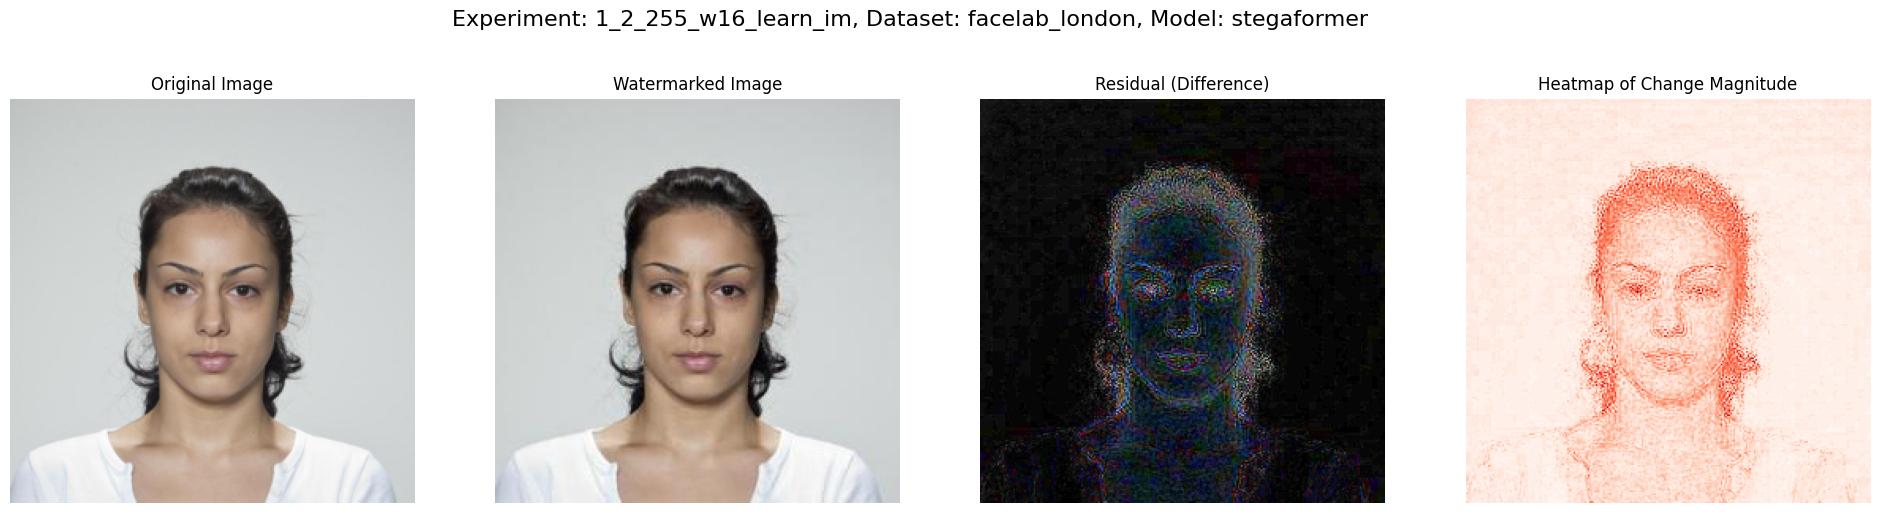 Experiment: 1_2_255_w16_learn_im, Dataset: facelab_london, Model: stegaformer
Original Image
Watermarked Image
Residual (Difference)
Heatmap of Change Magnitude